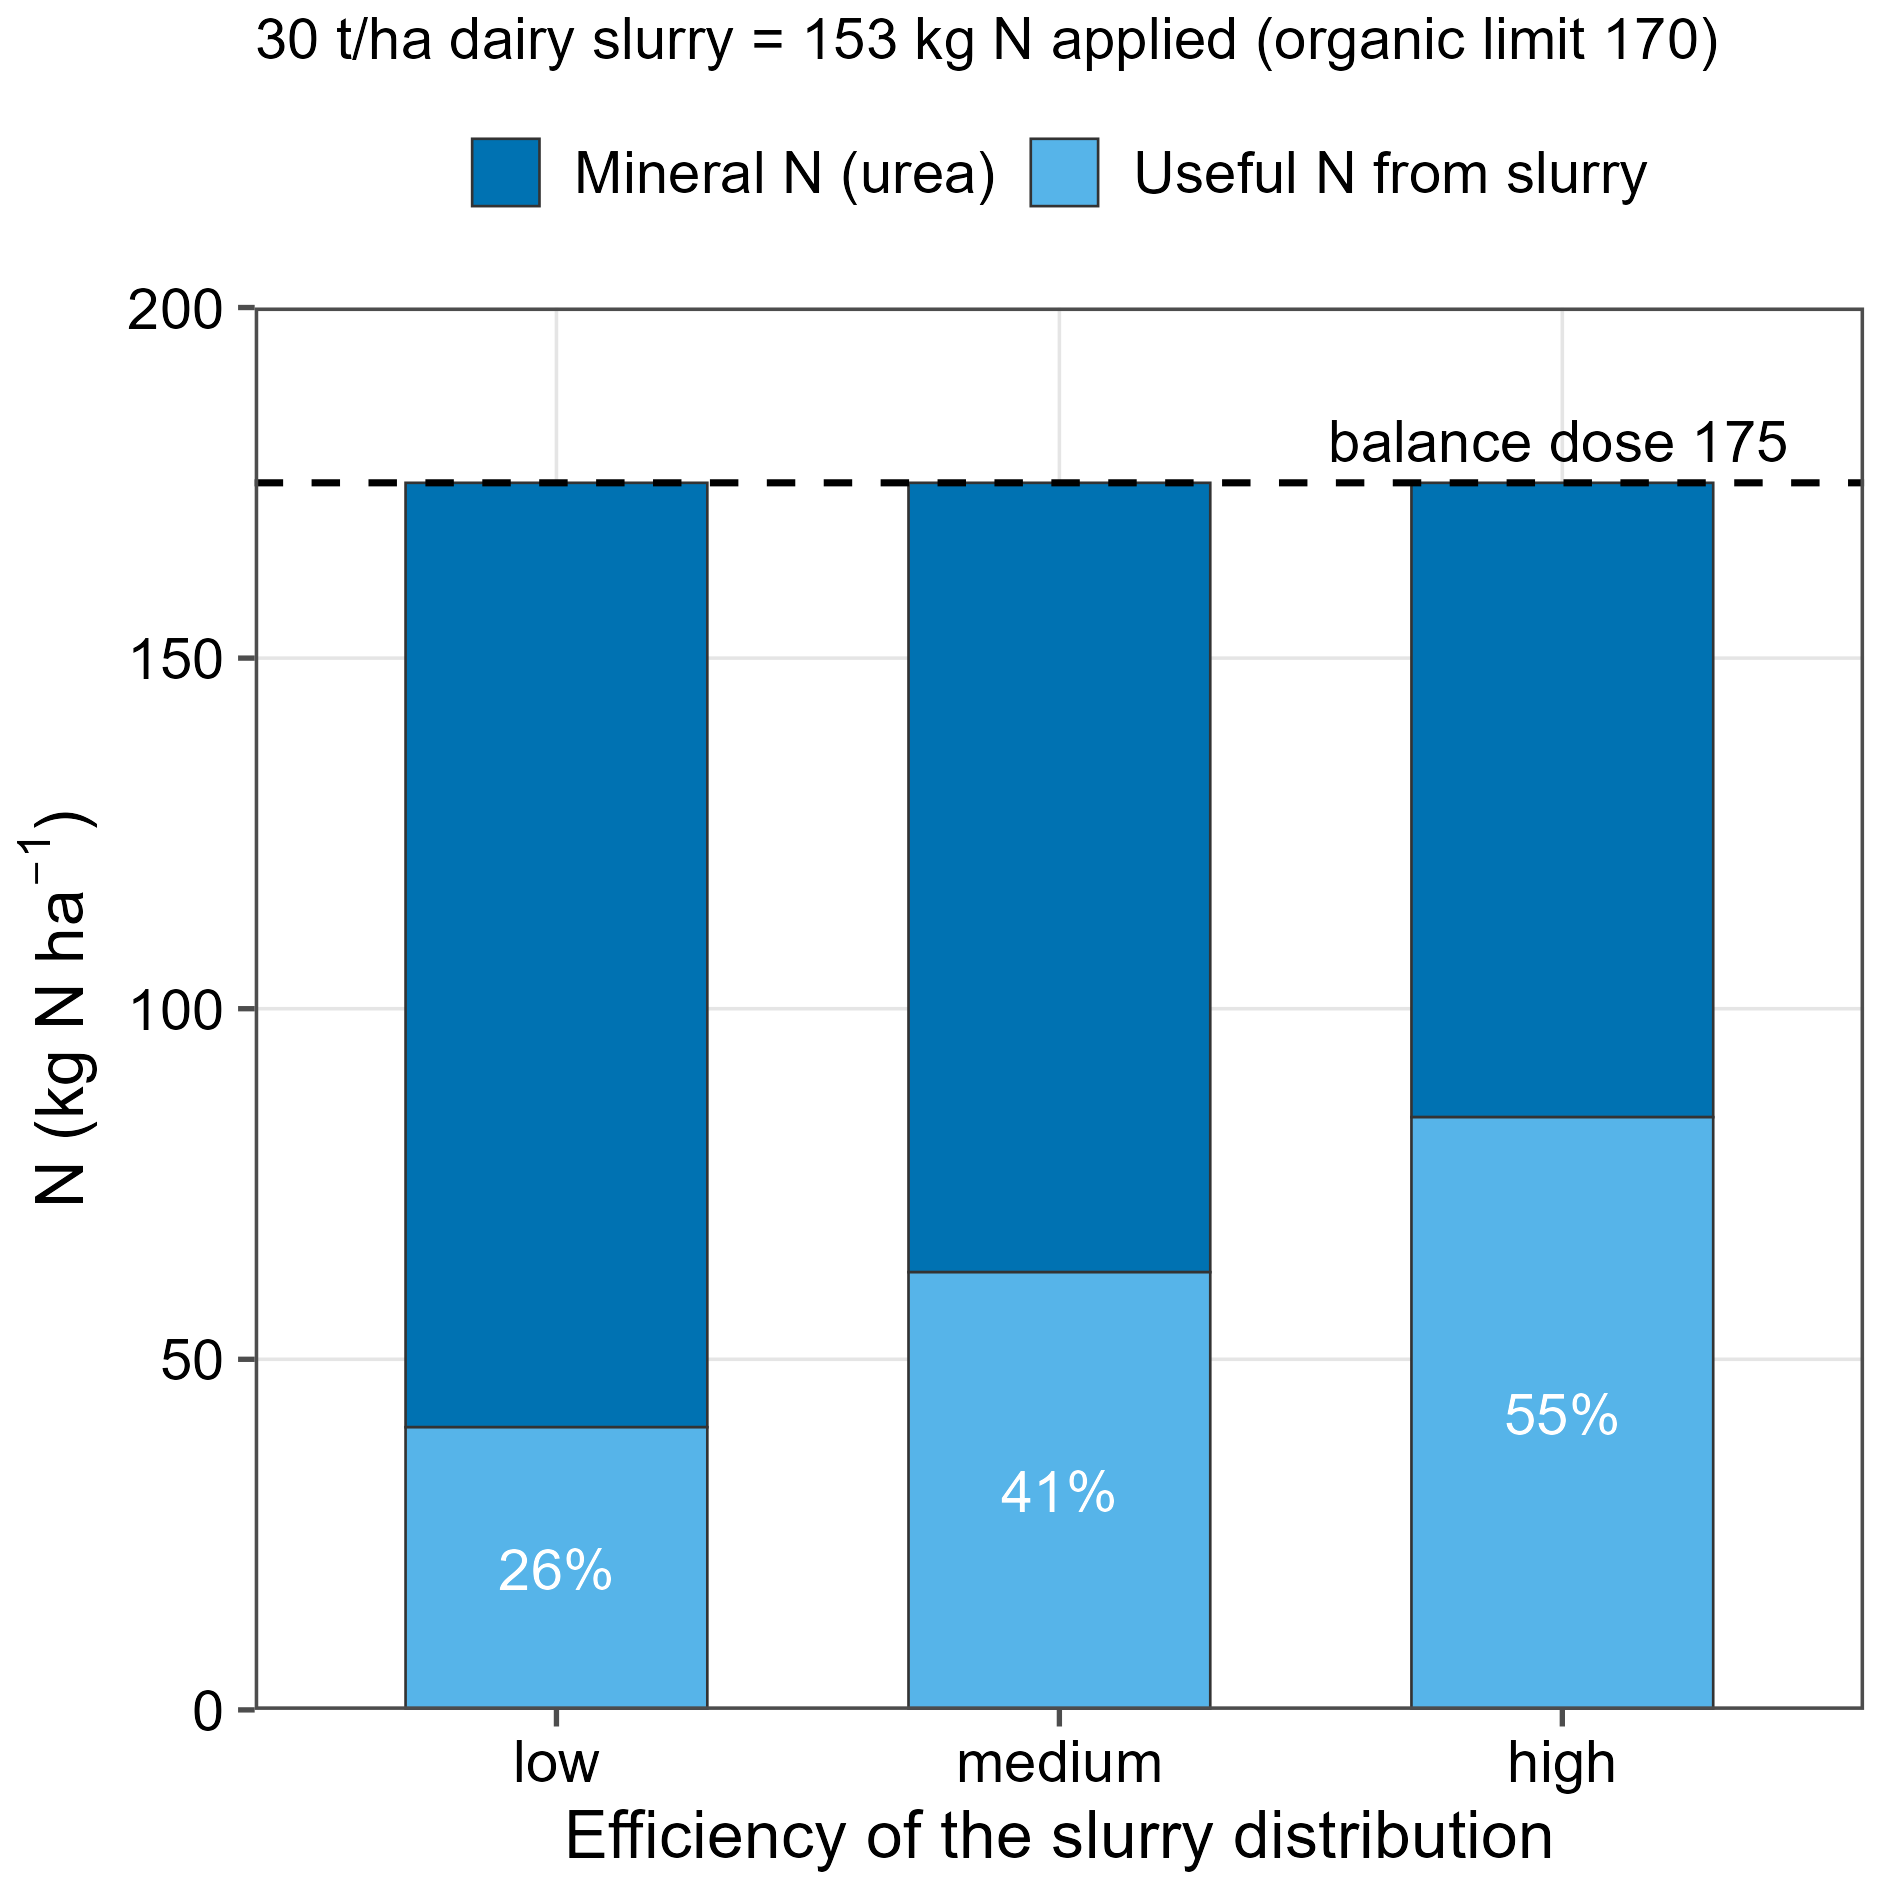 30 t/ha dairy slurry = 153 kg N applied (organic limit 170)
Mineral N (urea)
Useful N from slurry
200
150
100
50
0
N (kg N ha⁻¹)
balance dose 175
26%
41%
55%
low
medium
high
Efficiency of the slurry distribution